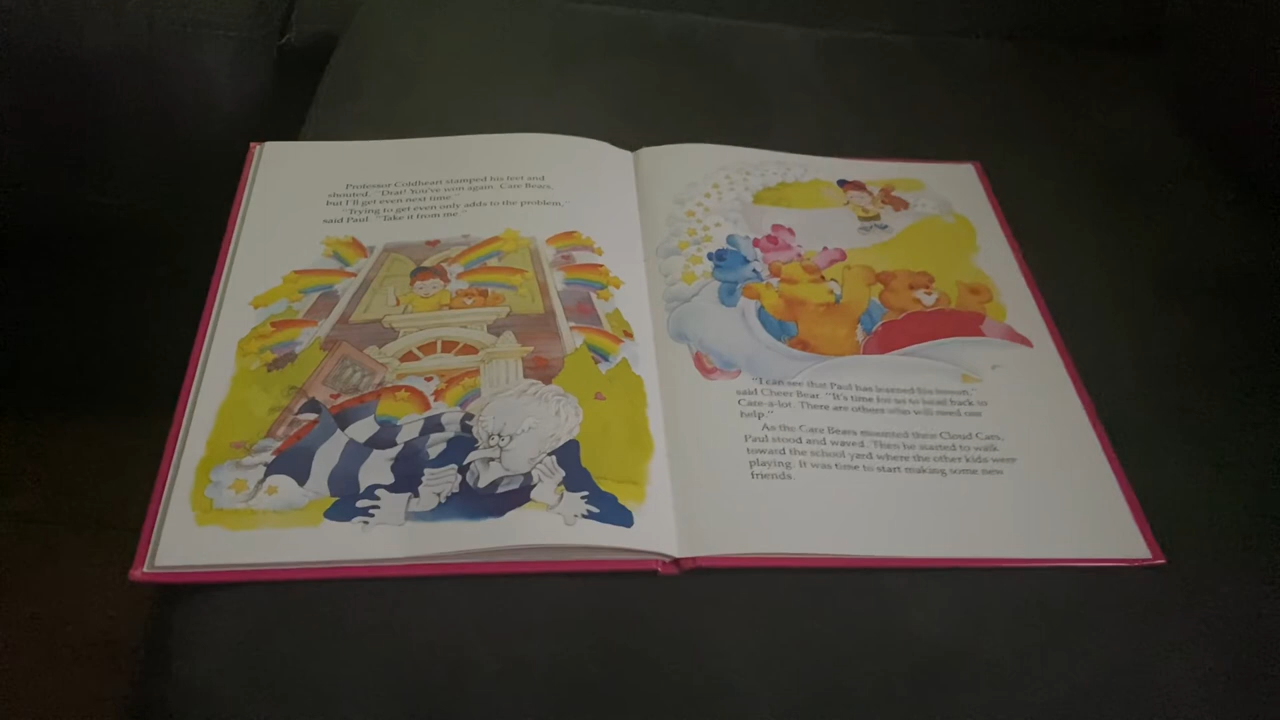 Professor Coldheart stamped his feet and
shouted, "Drat! You've won again, Care Bears,
but I'll get even next time."
"Trying to get even only adds to the problem,"
said Paul. "Take it from me."
"I can see that Paul has learned his lesson,"
said Cheer Bear. "It's time for us to head back to
Care-a-lot. There are others who will need our
help."
As the Care Bears mounted their Cloud Cars,
Paul stood and waved. Then he started to walk
toward the school yard where the other kids were
playing. It was time to start making some new
friends.